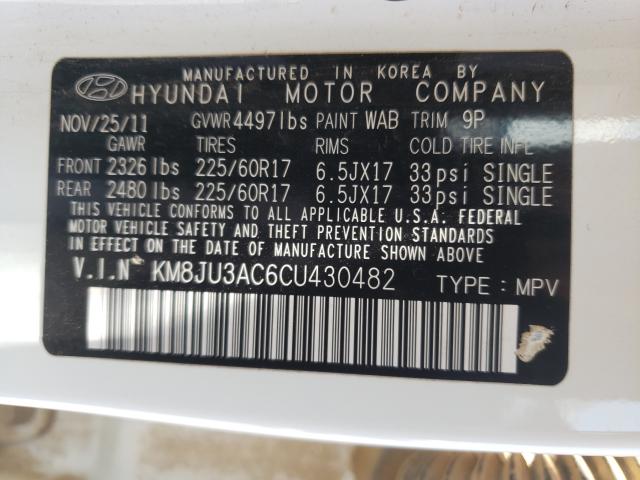 MANUFACTURED IN KOREA BY
HYUNDAI MOTOR COMPANY
NOV/25/11 GVWR 4497lbs PAINT WAB TRIM 9P
GAWR TIRES RIMS COLD TIRE INFL
FRONT 2326 lbs 225/60R17 6.5JX17 33psi SINGLE
REAR 2480 lbs 225/60R17 6.5JX17 33psi SINGLE
THIS VEHICLE CONFORMS TO ALL APPLICABLE U.S.A. FEDERAL
MOTOR VEHICLE SAFETY AND THEFT PREVENTION STANDARDS
IN EFFECT ON THE DATE OF MANUFACTURE SHOWN ABOVE
V.I.N KM8JU3AC6CU430482 TYPE : MPV